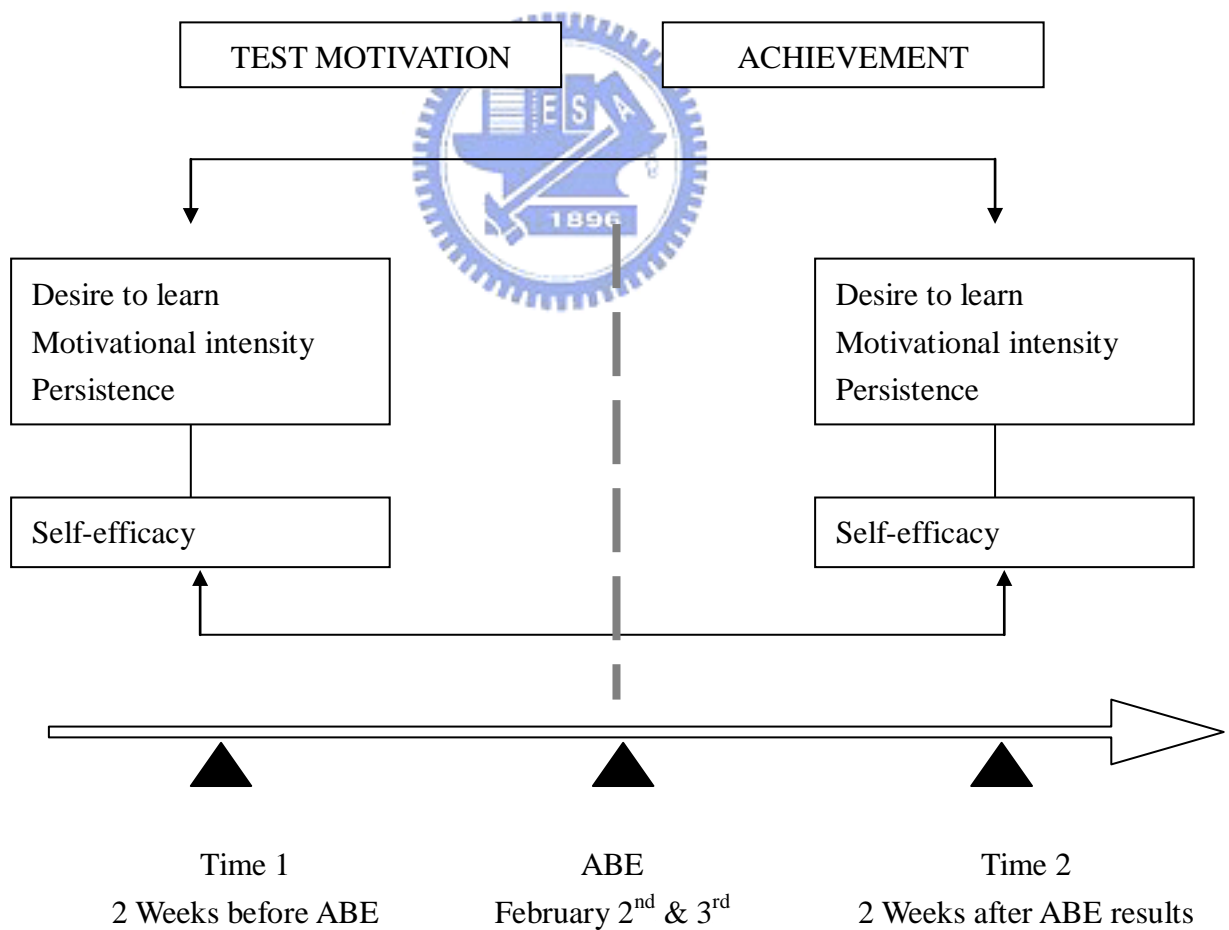 TEST MOTIVATION
ACHIEVEMENT
E S A
1896
Desire to learn
Motivational intensity
Persistence
Desire to learn
Motivational intensity
Persistence
Self-efficacy
Self-efficacy
Time 1
2 Weeks before ABE
ABE
February 2nd & 3rd
Time 2
2 Weeks after ABE results